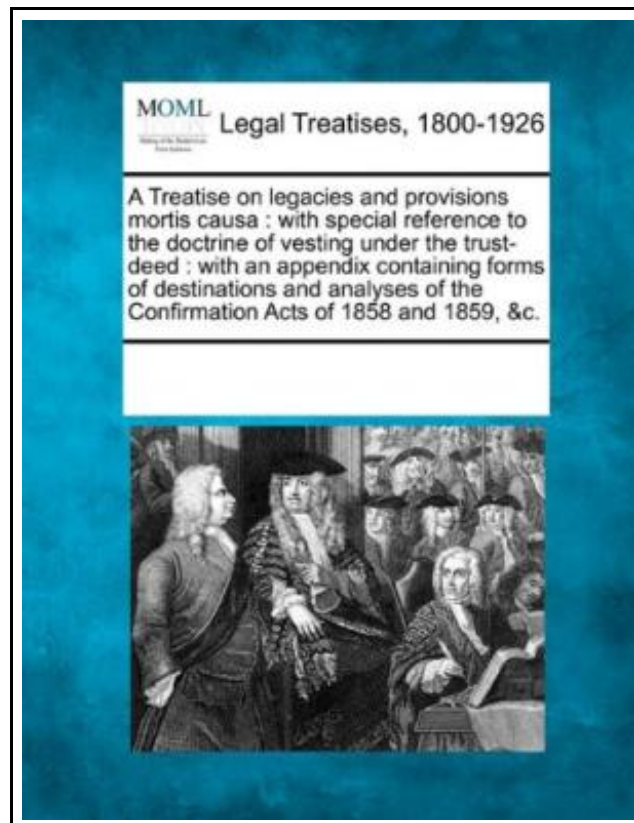 MOML
Legal Treatises, 1800-1926
A Treatise on legacies and provisions
mortis causa : with special reference to
the doctrine of vesting under the trust-
deed : with an appendix containing forms
of destinations and analyses of the
Confirmation Acts of 1858 and 1859, &c.